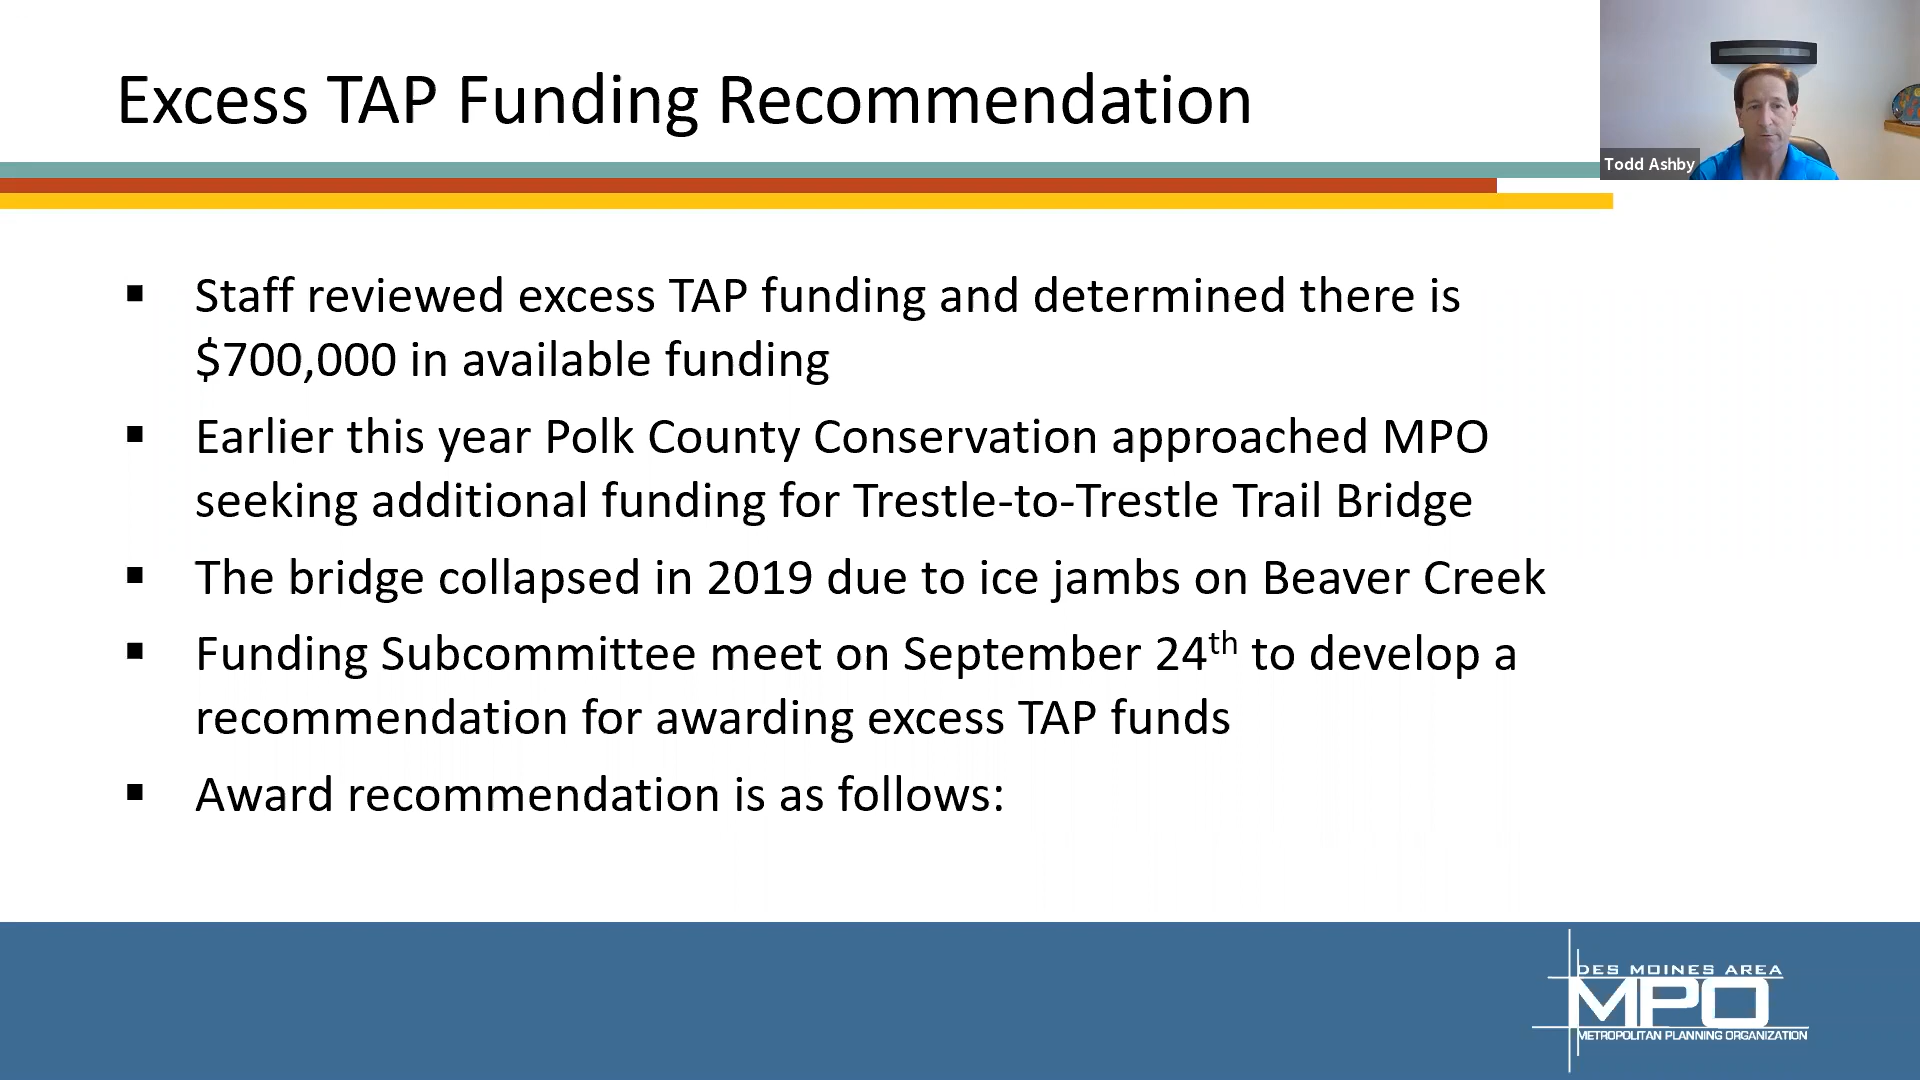 Excess TAP Funding Recommendation
Todd Ashby
▪ Staff reviewed excess TAP funding and determined there is
$700,000 in available funding
▪ Earlier this year Polk County Conservation approached MPO
seeking additional funding for Trestle-to-Trestle Trail Bridge
▪ The bridge collapsed in 2019 due to ice jambs on Beaver Creek
▪ Funding Subcommittee meet on September 24th to develop a
recommendation for awarding excess TAP funds
▪ Award recommendation is as follows:
DES MOINES AREA
MPO
METROPOLITAN PLANNING ORGANIZATION